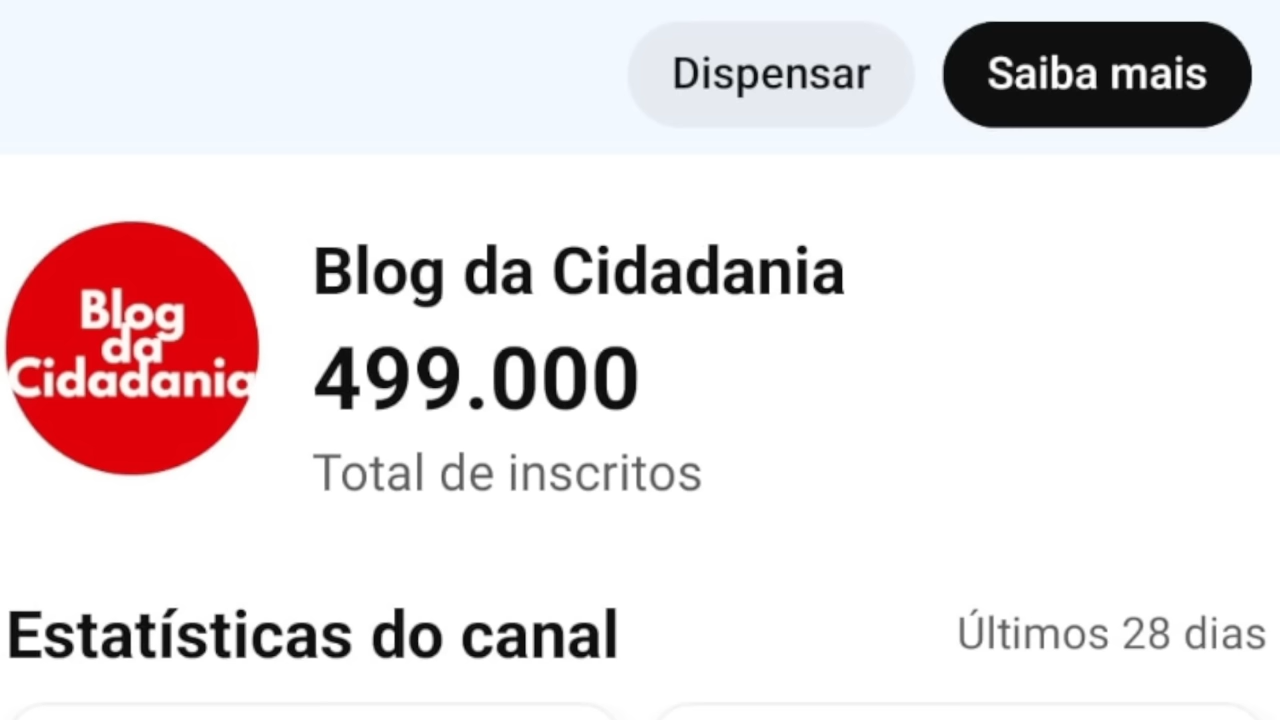 Dispensar Saiba mais
Blog
da
Cidadania
Blog da Cidadania
499.000
Total de inscritos
Estatísticas do canal Últimos 28 dias